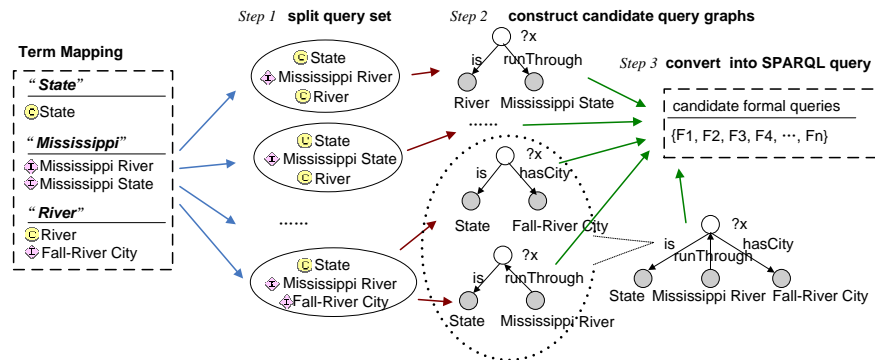 Step 1 split query set
Step 2 construct candidate query graphs
Step 3 convert into SPARQL query
Term Mapping
“State”
C State
“Mississippi”
I Mississippi River
I Mississippi State
“River”
C River
I Fall-River City
C State
I Mississippi River
C River
C State
I Mississippi State
C River
......
C State
I Mississippi River
I Fall-River City
?x
is
runThrough
River
Mississippi State
......
?x
is
hasCity
State
Fall-River City
?x
is
runThrough
State
Mississippi River
candidate formal queries
{F1, F2, F3, F4, ···, Fn}
?x
is
hasCity
runThrough
State
Mississippi River
Fall-River City